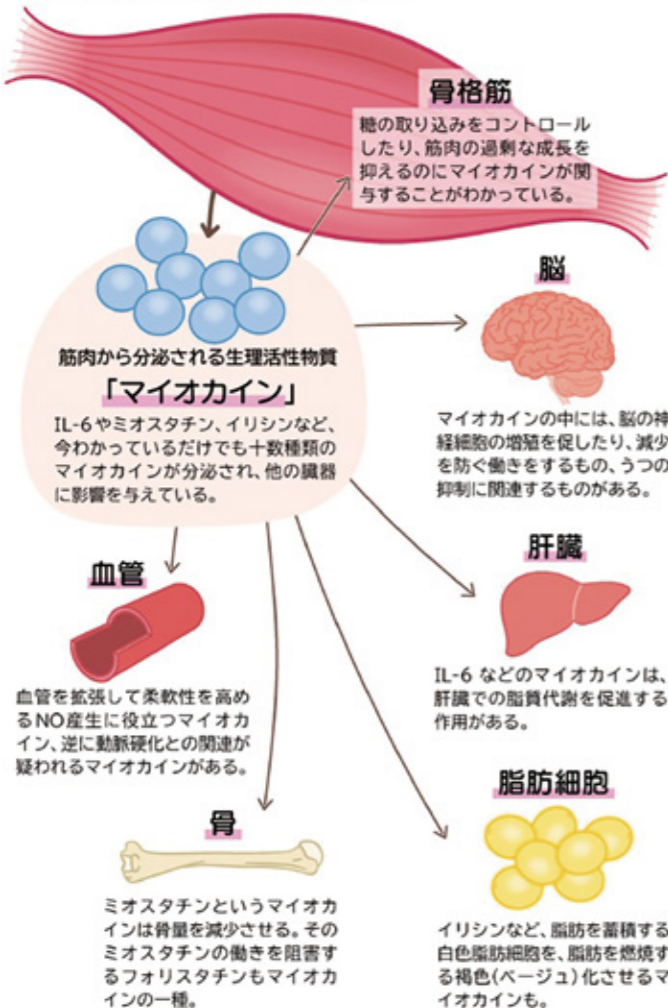 骨格筋
糖の取り込みをコントロール
したり、筋肉の過剰な成長を
抑えるのにマイオカインが関
与することがわかっている。
脳
マイオカインの中には、脳の神
経細胞の増殖を促したり、減少
を防ぐ働きをするもの、うつの
抑制に関連するものがある。
筋肉から分泌される生理活性物質
「マイオカイン」
IL-6やミオスタチン、イリシンなど、
今わかっているだけでも十数種類の
マイオカインが分泌され、他の臓器
に影響を与えている。
肝臓
IL-6 などのマイオカインは、
肝臓での脂質代謝を促進する
作用がある。
血管
血管を拡張して柔軟性を高め
るNO産生に役立つマイオカ
イン、逆に動脈硬化との関連が
疑われるマイオカインがある。
脂肪細胞
イリシンなど、脂肪を蓄積する
白色脂肪細胞を、脂肪を燃焼す
る褐色(ベージュ)化させるマ
イオカインも。
骨
ミオスタチンというマイオカ
インは骨量を減少させる。その
ミオスタチンの働きを阻害す
るフォリスタチンもマイオカ
インの一種。